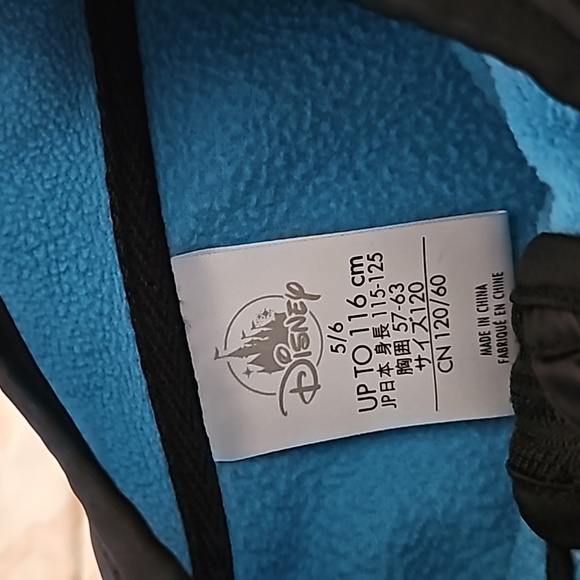 Disney
5/6
UP TO 116 cm
JP日本 身長 115-125
胸囲 57-63
サイズ120
CN 120/60
MADE IN CHINA
FABRIQUÉ EN CHINE